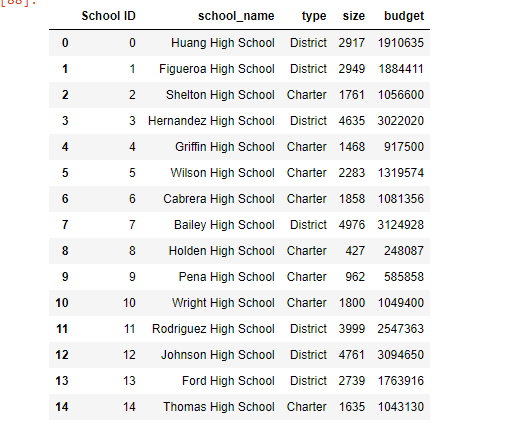 [88]:
School ID school_name type size budget
0 0 Huang High School District 2917 1910635
1 1 Figueroa High School District 2949 1884411
2 2 Shelton High School Charter 1761 1056600
3 3 Hernandez High School District 4635 3022020
4 4 Griffin High School Charter 1468 917500
5 5 Wilson High School Charter 2283 1319574
6 6 Cabrera High School Charter 1858 1081356
7 7 Bailey High School District 4976 3124928
8 8 Holden High School Charter 427 248087
9 9 Pena High School Charter 962 585858
10 10 Wright High School Charter 1800 1049400
11 11 Rodriguez High School District 3999 2547363
12 12 Johnson High School District 4761 3094650
13 13 Ford High School District 2739 1763916
14 14 Thomas High School Charter 1635 1043130